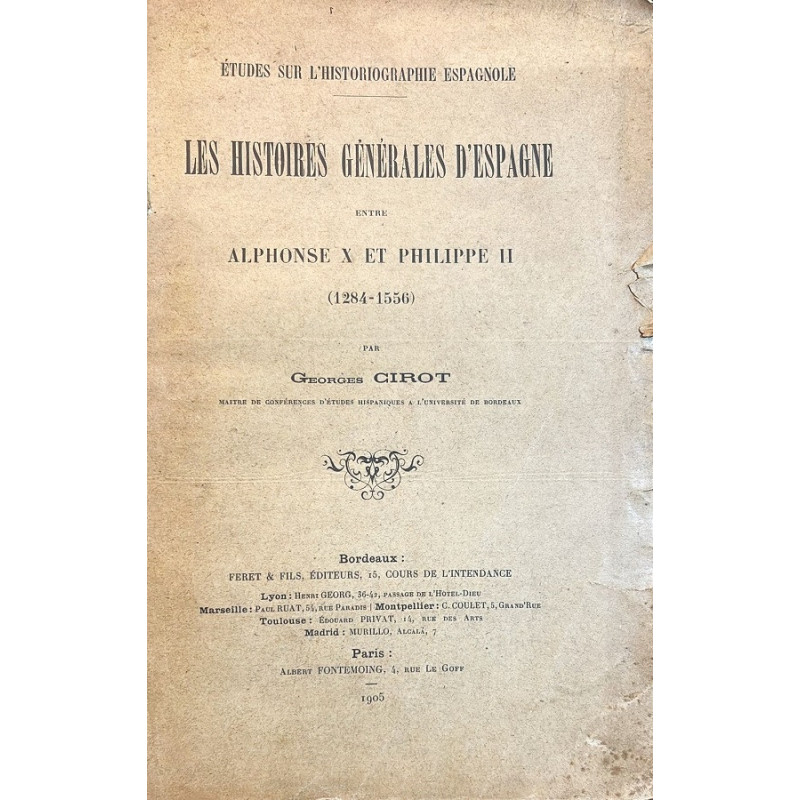 ÉTUDES SUR L'HISTORIOGRAPHIE ESPAGNOLE
LES HISTOIRES GÉNÉRALES D'ESPAGNE
ENTRE
ALPHONSE X ET PHILIPPE II
(1284-1556)
PAR
GEORGES CIROT
MAITRE DE CONFÉRENCES D'ÉTUDES HISPANIQUES A L'UNIVERSITÉ DE BORDEAUX
Bordeaux :
FERET & FILS, ÉDITEURS, 15, COURS DE L'INTENDANCE
Lyon : HENRI GEORG, 36-42, PASSAGE DE L'HÔTEL-DIEU
Marseille : PAUL RUAT, 54, RUE PARADIS | Montpellier : C. COULET, 5, GRAND'RUE
Toulouse : ÉDOUARD PRIVAT, 14, RUE DES ARTS
Madrid : MURILLO, ALCALÁ, 7
Paris :
ALBERT FONTEMOING, 4, RUE LE GOFF
1905